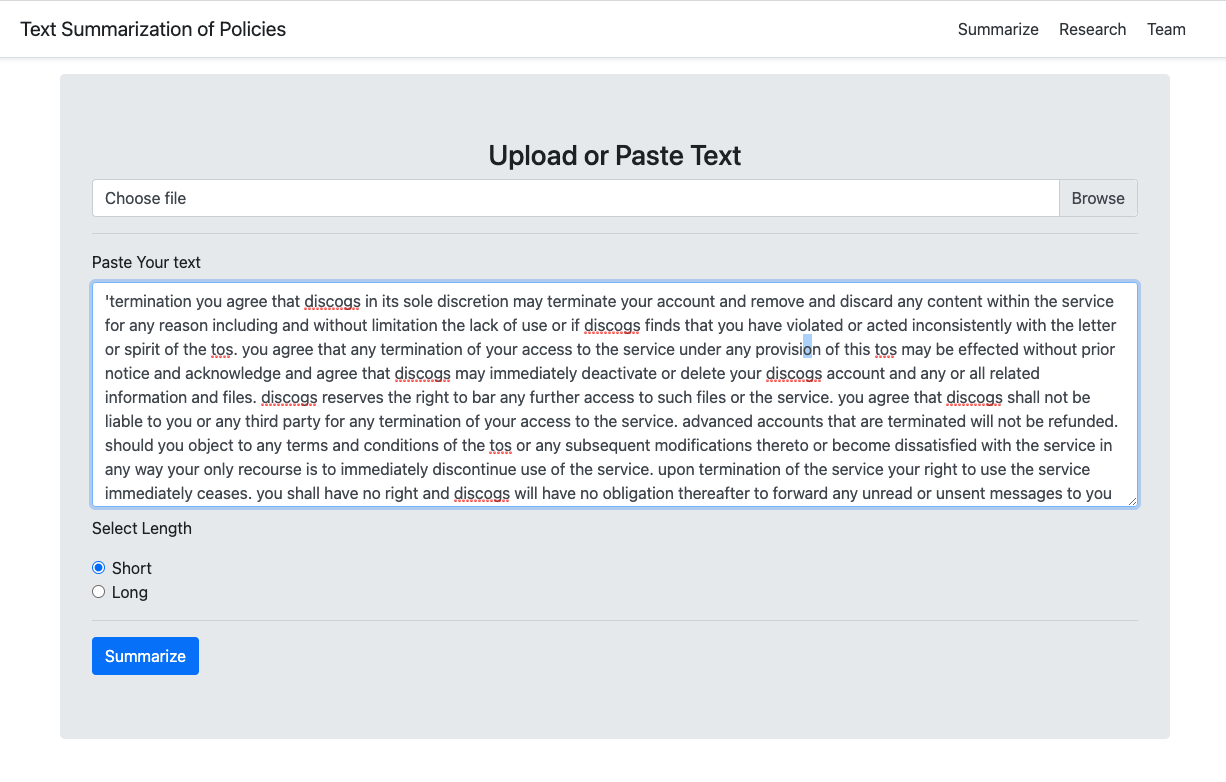 Text Summarization of Policies
Summarize Research Team
Upload or Paste Text
Choose file Browse
Paste Your text
'termination you agree that discogs in its sole discretion may terminate your account and remove and discard any content within the service
for any reason including and without limitation the lack of use or if discogs finds that you have violated or acted inconsistently with the letter
or spirit of the tos. you agree that any termination of your access to the service under any provision of this tos may be effected without prior
notice and acknowledge and agree that discogs may immediately deactivate or delete your discogs account and any or all related
information and files. discogs reserves the right to bar any further access to such files or the service. you agree that discogs shall not be
liable to you or any third party for any termination of your access to the service. advanced accounts that are terminated will not be refunded.
should you object to any terms and conditions of the tos or any subsequent modifications thereto or become dissatisfied with the service in
any way your only recourse is to immediately discontinue use of the service. upon termination of the service your right to use the service
immediately ceases. you shall have no right and discogs will have no obligation thereafter to forward any unread or unsent messages to you
Select Length
Short
Long
Summarize